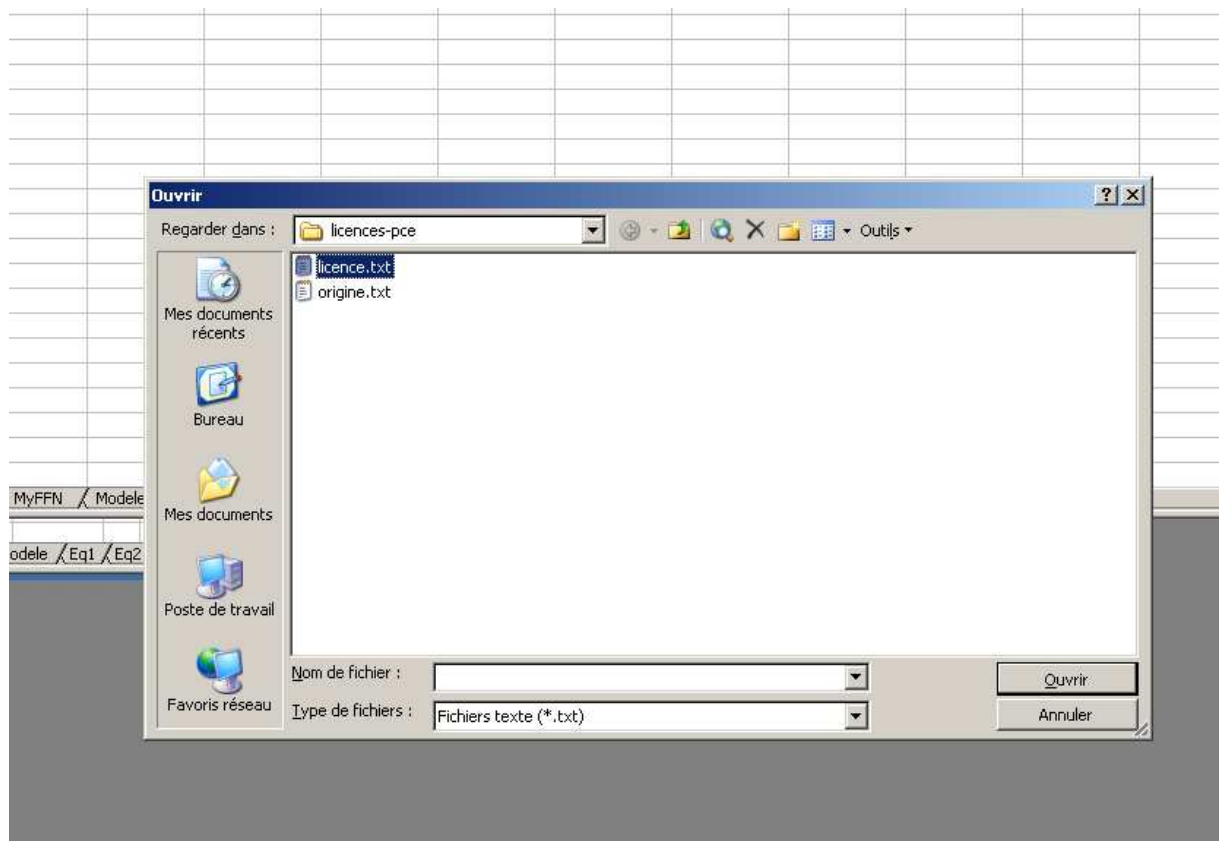 Ouvrir
Regarder dans :
licences-pce
Outils
licence.txt
origine.txt
Mes documents
récents
Bureau
Mes documents
Poste de travail
Favoris réseau
Nom de fichier :
Ouvrir
Type de fichiers :
Fichiers texte (*.txt)
Annuler
MyFFN / Modele
odele / Eq1 / Eq2